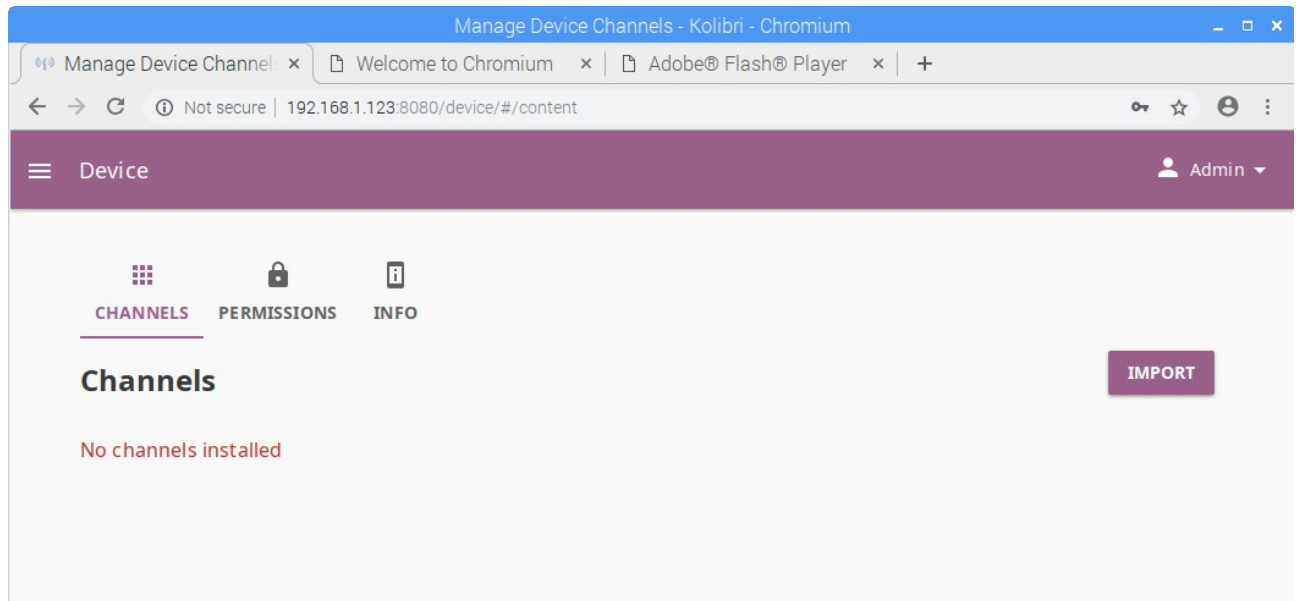 Manage Device Channels - Kolibri - Chromium
Manage Device Channels Welcome to Chromium Adobe® Flash® Player
Not secure | 192.168.1.123:8080/device/#/content
Device Admin
CHANNELS PERMISSIONS INFO
Channels IMPORT
No channels installed